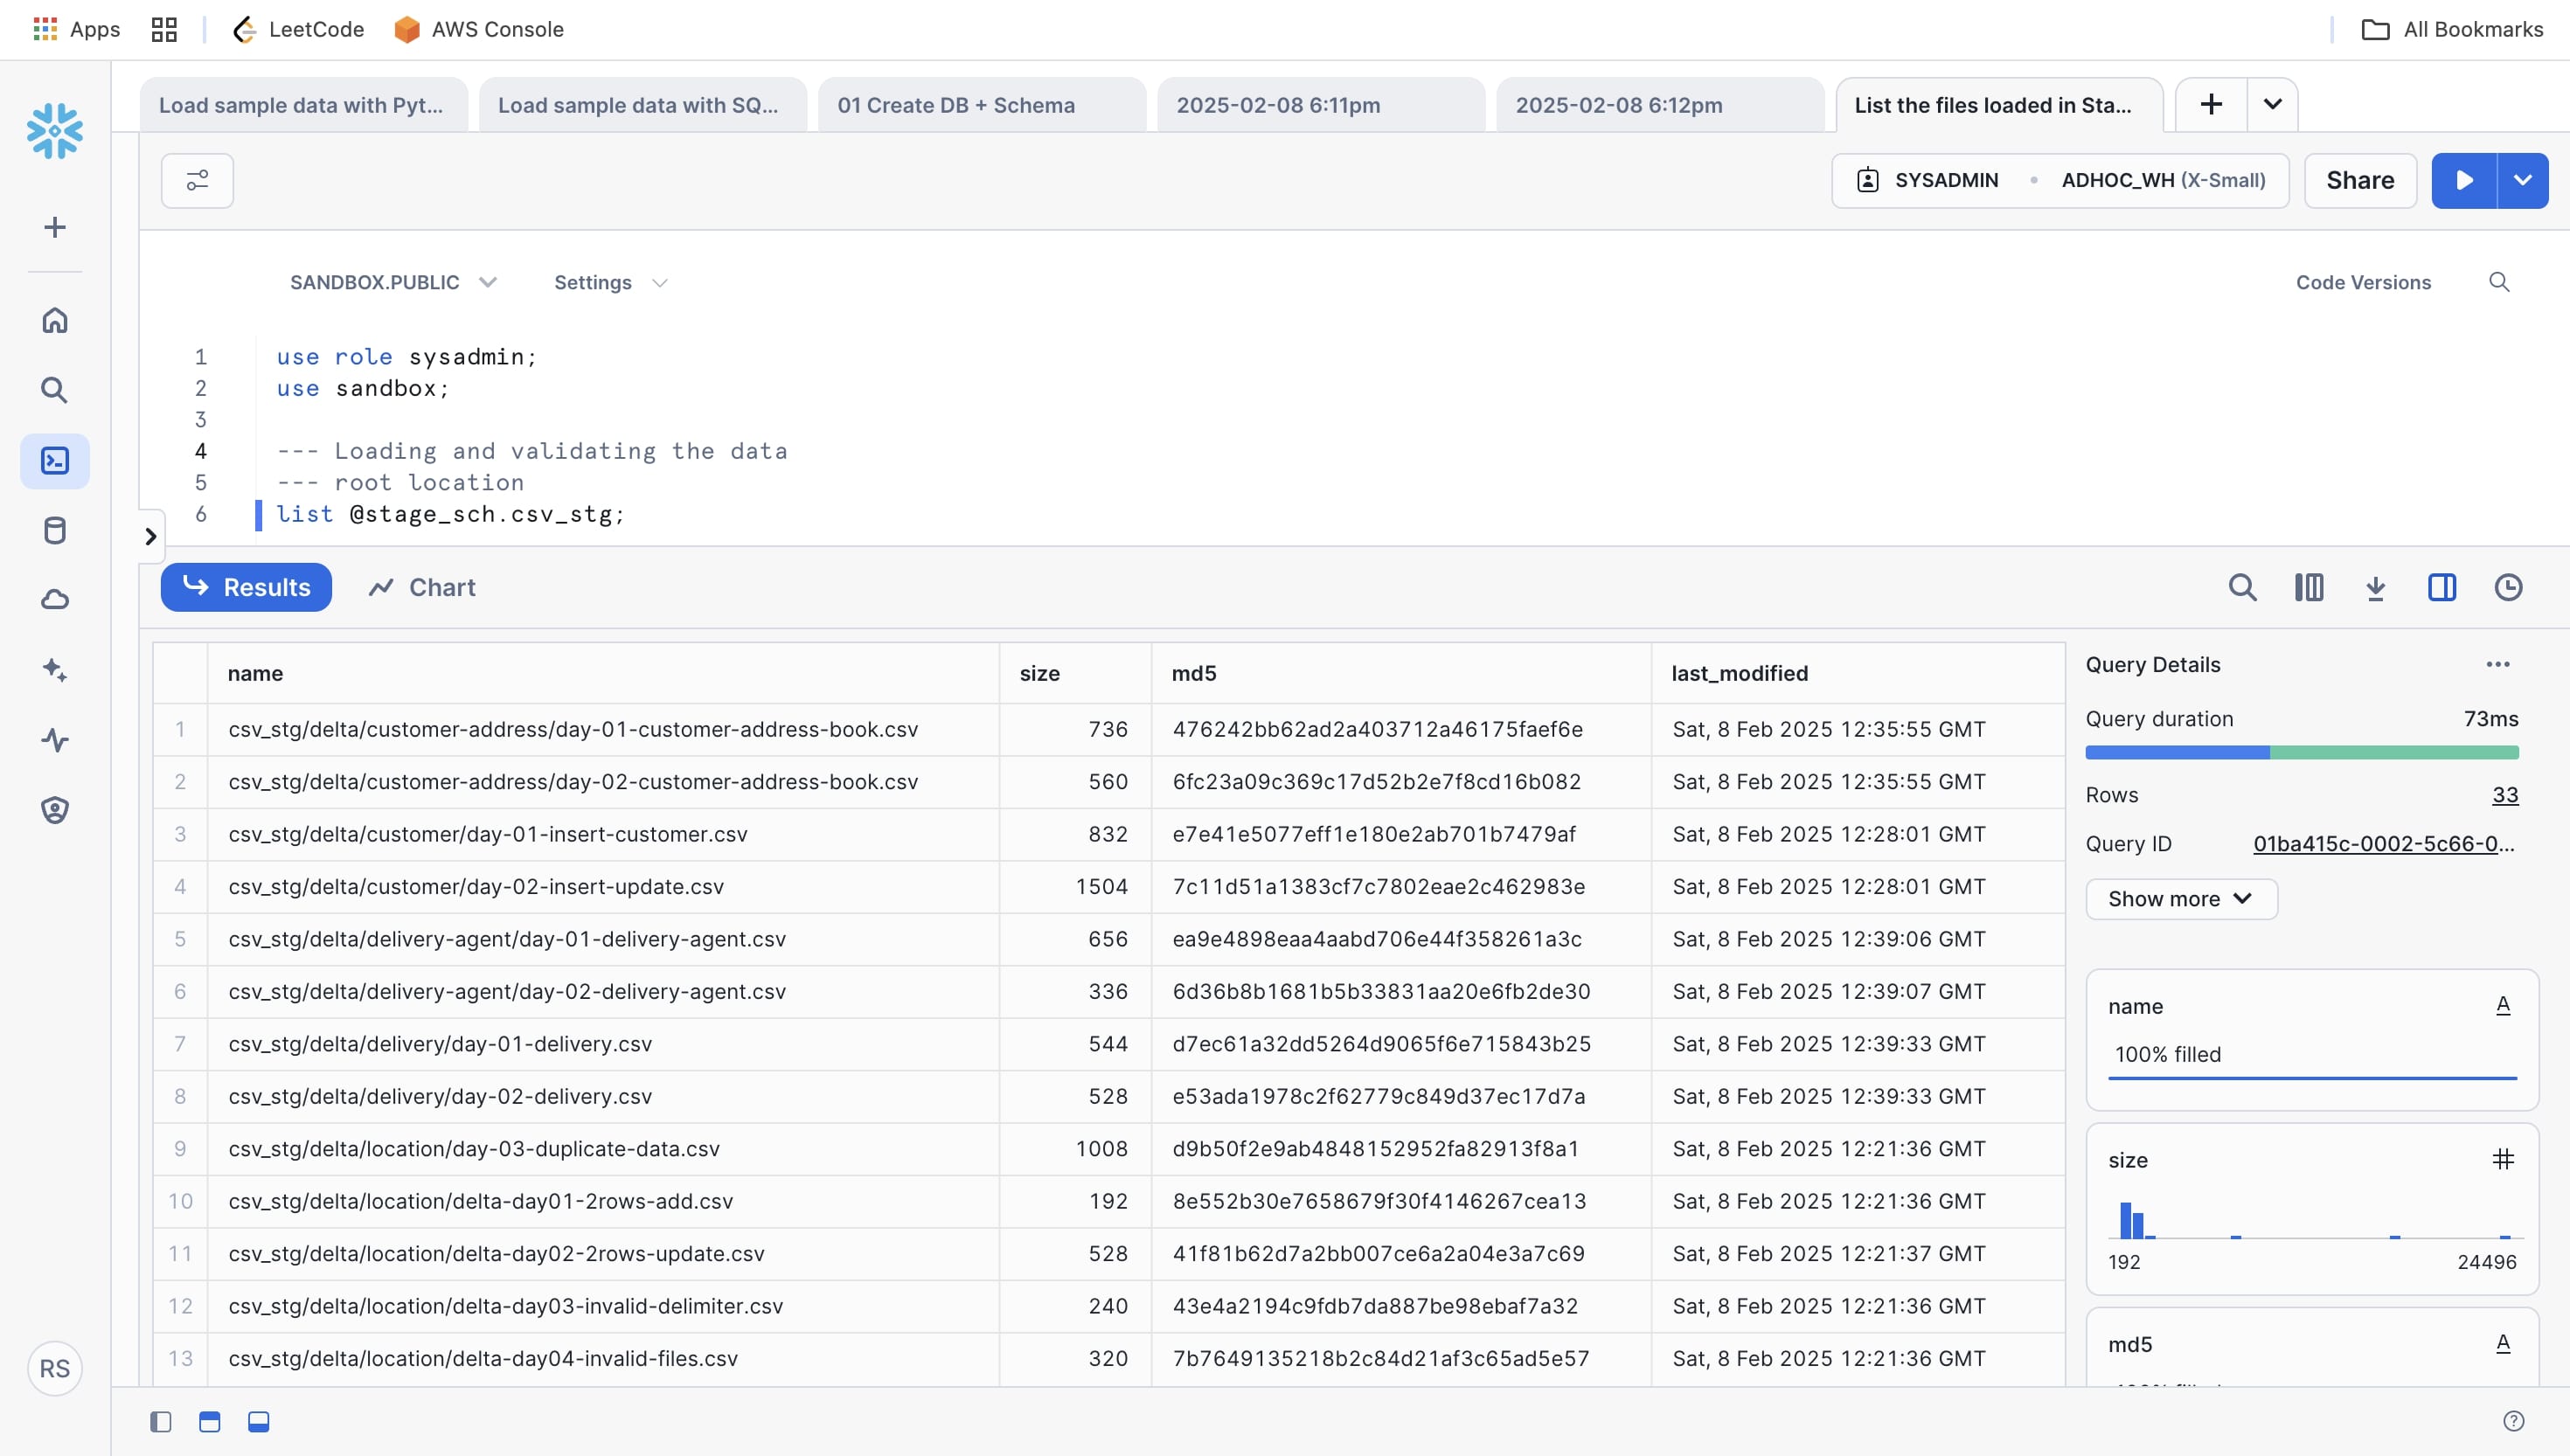 Apps LeetCode AWS Console All Bookmarks
Load sample data with Pyt... Load sample data with SQ... 01 Create DB + Schema 2025-02-08 6:11pm 2025-02-08 6:12pm List the files loaded in Sta...
SYSADMIN • ADHOC_WH (X-Small) Share
SANDBOX.PUBLIC Settings Code Versions
1 use role sysadmin;
2 use sandbox;
3
4 --- Loading and validating the data
5 --- root location
6 list @stage_sch.csv_stg;
Results Chart
name size md5 last_modified
1 csv_stg/delta/customer-address/day-01-customer-address-book.csv 736 476242bb62ad2a403712a46175faef6e Sat, 8 Feb 2025 12:35:55 GMT
2 csv_stg/delta/customer-address/day-02-customer-address-book.csv 560 6fc23a09c369c17d52b2e7f8cd16b082 Sat, 8 Feb 2025 12:35:55 GMT
3 csv_stg/delta/customer/day-01-insert-customer.csv 832 e7e41e5077eff1e180e2ab701b7479af Sat, 8 Feb 2025 12:28:01 GMT
4 csv_stg/delta/customer/day-02-insert-update.csv 1504 7c11d51a1383cf7c7802eae2c462983e Sat, 8 Feb 2025 12:28:01 GMT
5 csv_stg/delta/delivery-agent/day-01-delivery-agent.csv 656 ea9e4898eaa4aabd706e44f358261a3c Sat, 8 Feb 2025 12:39:06 GMT
6 csv_stg/delta/delivery-agent/day-02-delivery-agent.csv 336 6d36b8b1681b5b33831aa20e6fb2de30 Sat, 8 Feb 2025 12:39:07 GMT
7 csv_stg/delta/delivery/day-01-delivery.csv 544 d7ec61a32dd5264d9065f6e715843b25 Sat, 8 Feb 2025 12:39:33 GMT
8 csv_stg/delta/delivery/day-02-delivery.csv 528 e53ada1978c2f62779c849d37ec17d7a Sat, 8 Feb 2025 12:39:33 GMT
9 csv_stg/delta/location/day-03-duplicate-data.csv 1008 d9b50f2e9ab4848152952fa82913f8a1 Sat, 8 Feb 2025 12:21:36 GMT
10 csv_stg/delta/location/delta-day01-2rows-add.csv 192 8e552b30e7658679f30f4146267cea13 Sat, 8 Feb 2025 12:21:36 GMT
11 csv_stg/delta/location/delta-day02-2rows-update.csv 528 41f81b62d7a2bb007ce6a2a04e3a7c69 Sat, 8 Feb 2025 12:21:37 GMT
12 csv_stg/delta/location/delta-day03-invalid-delimiter.csv 240 43e4a2194c9fdb7da887be98ebaf7a32 Sat, 8 Feb 2025 12:21:36 GMT
13 csv_stg/delta/location/delta-day04-invalid-files.csv 320 7b7649135218b2c84d21af3c65ad5e57 Sat, 8 Feb 2025 12:21:36 GMT
Query Details
Query duration 73ms
Rows 33
Query ID 01ba415c-0002-5c66-0...
Show more
name A
100% filled
size #
192 24496
md5 A
RS